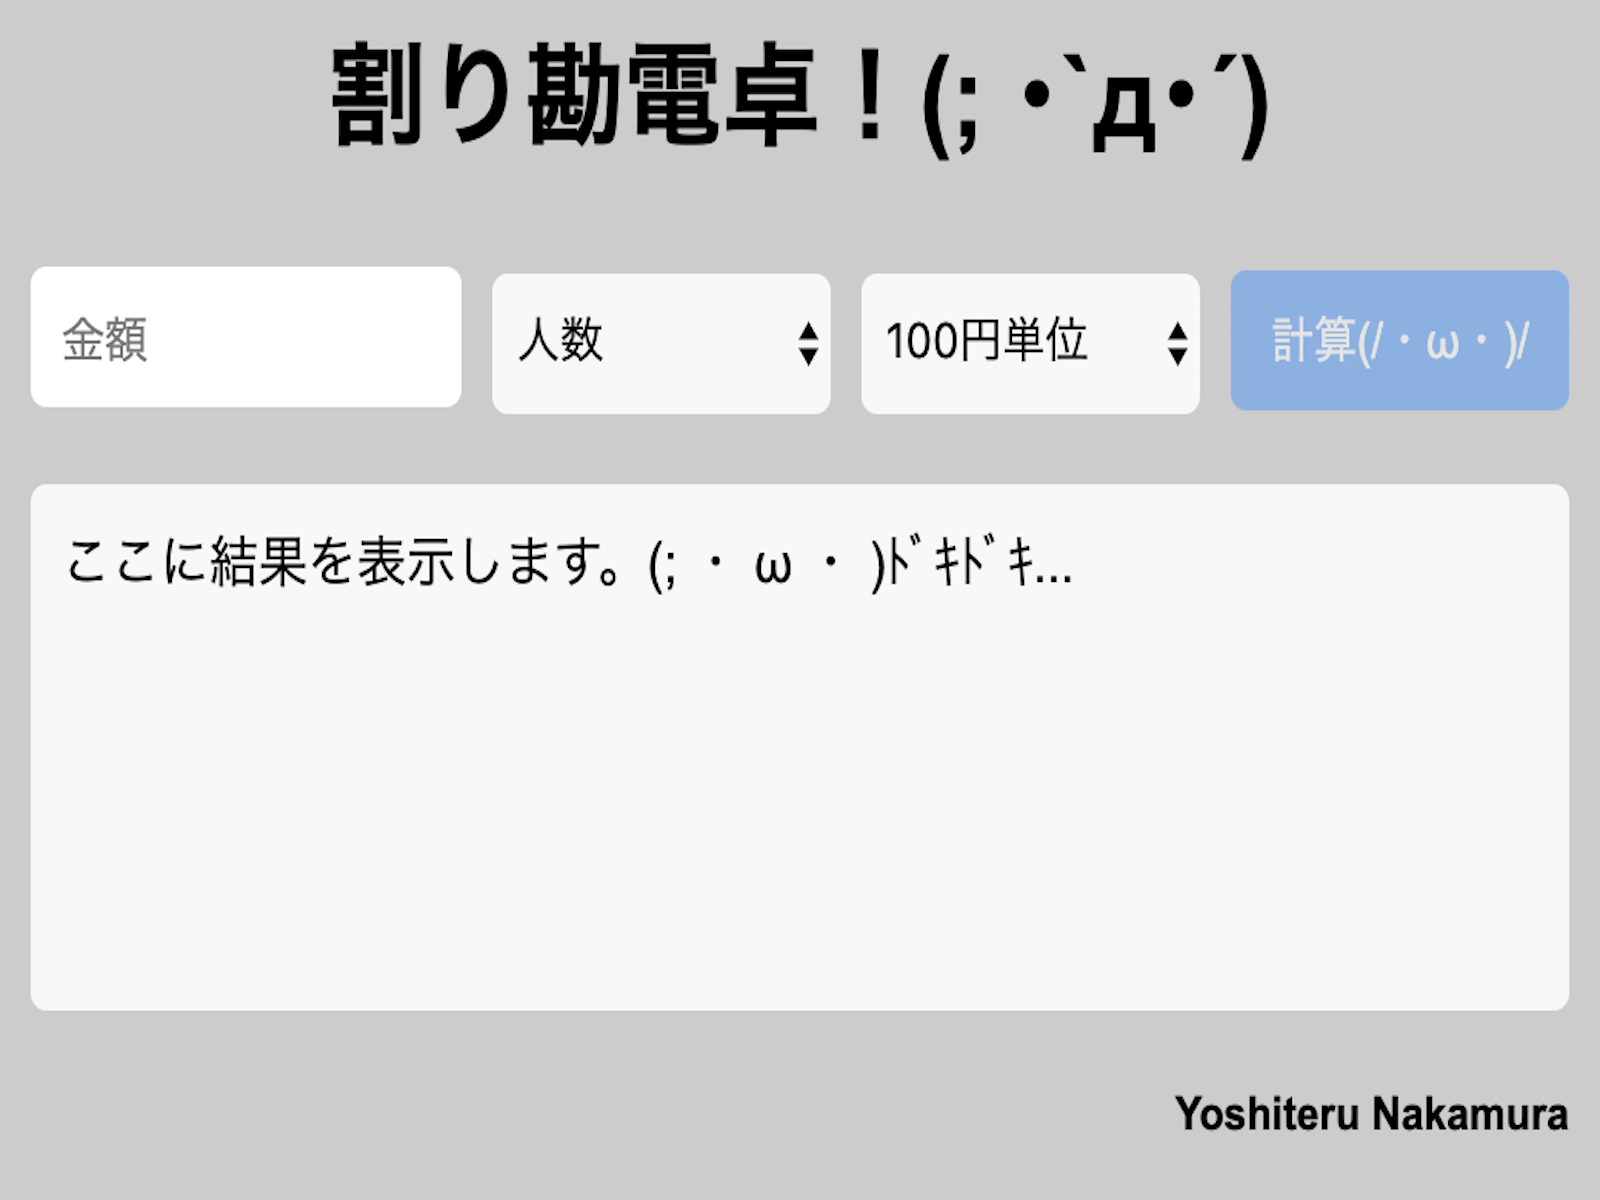 割り勘電卓！(; ・`д・´)
金額
人数
100円単位
計算(/・ω・)/
ここに結果を表示します。(; ・ ω ・ )ﾄﾞｷﾄﾞｷ...
Yoshiteru Nakamura